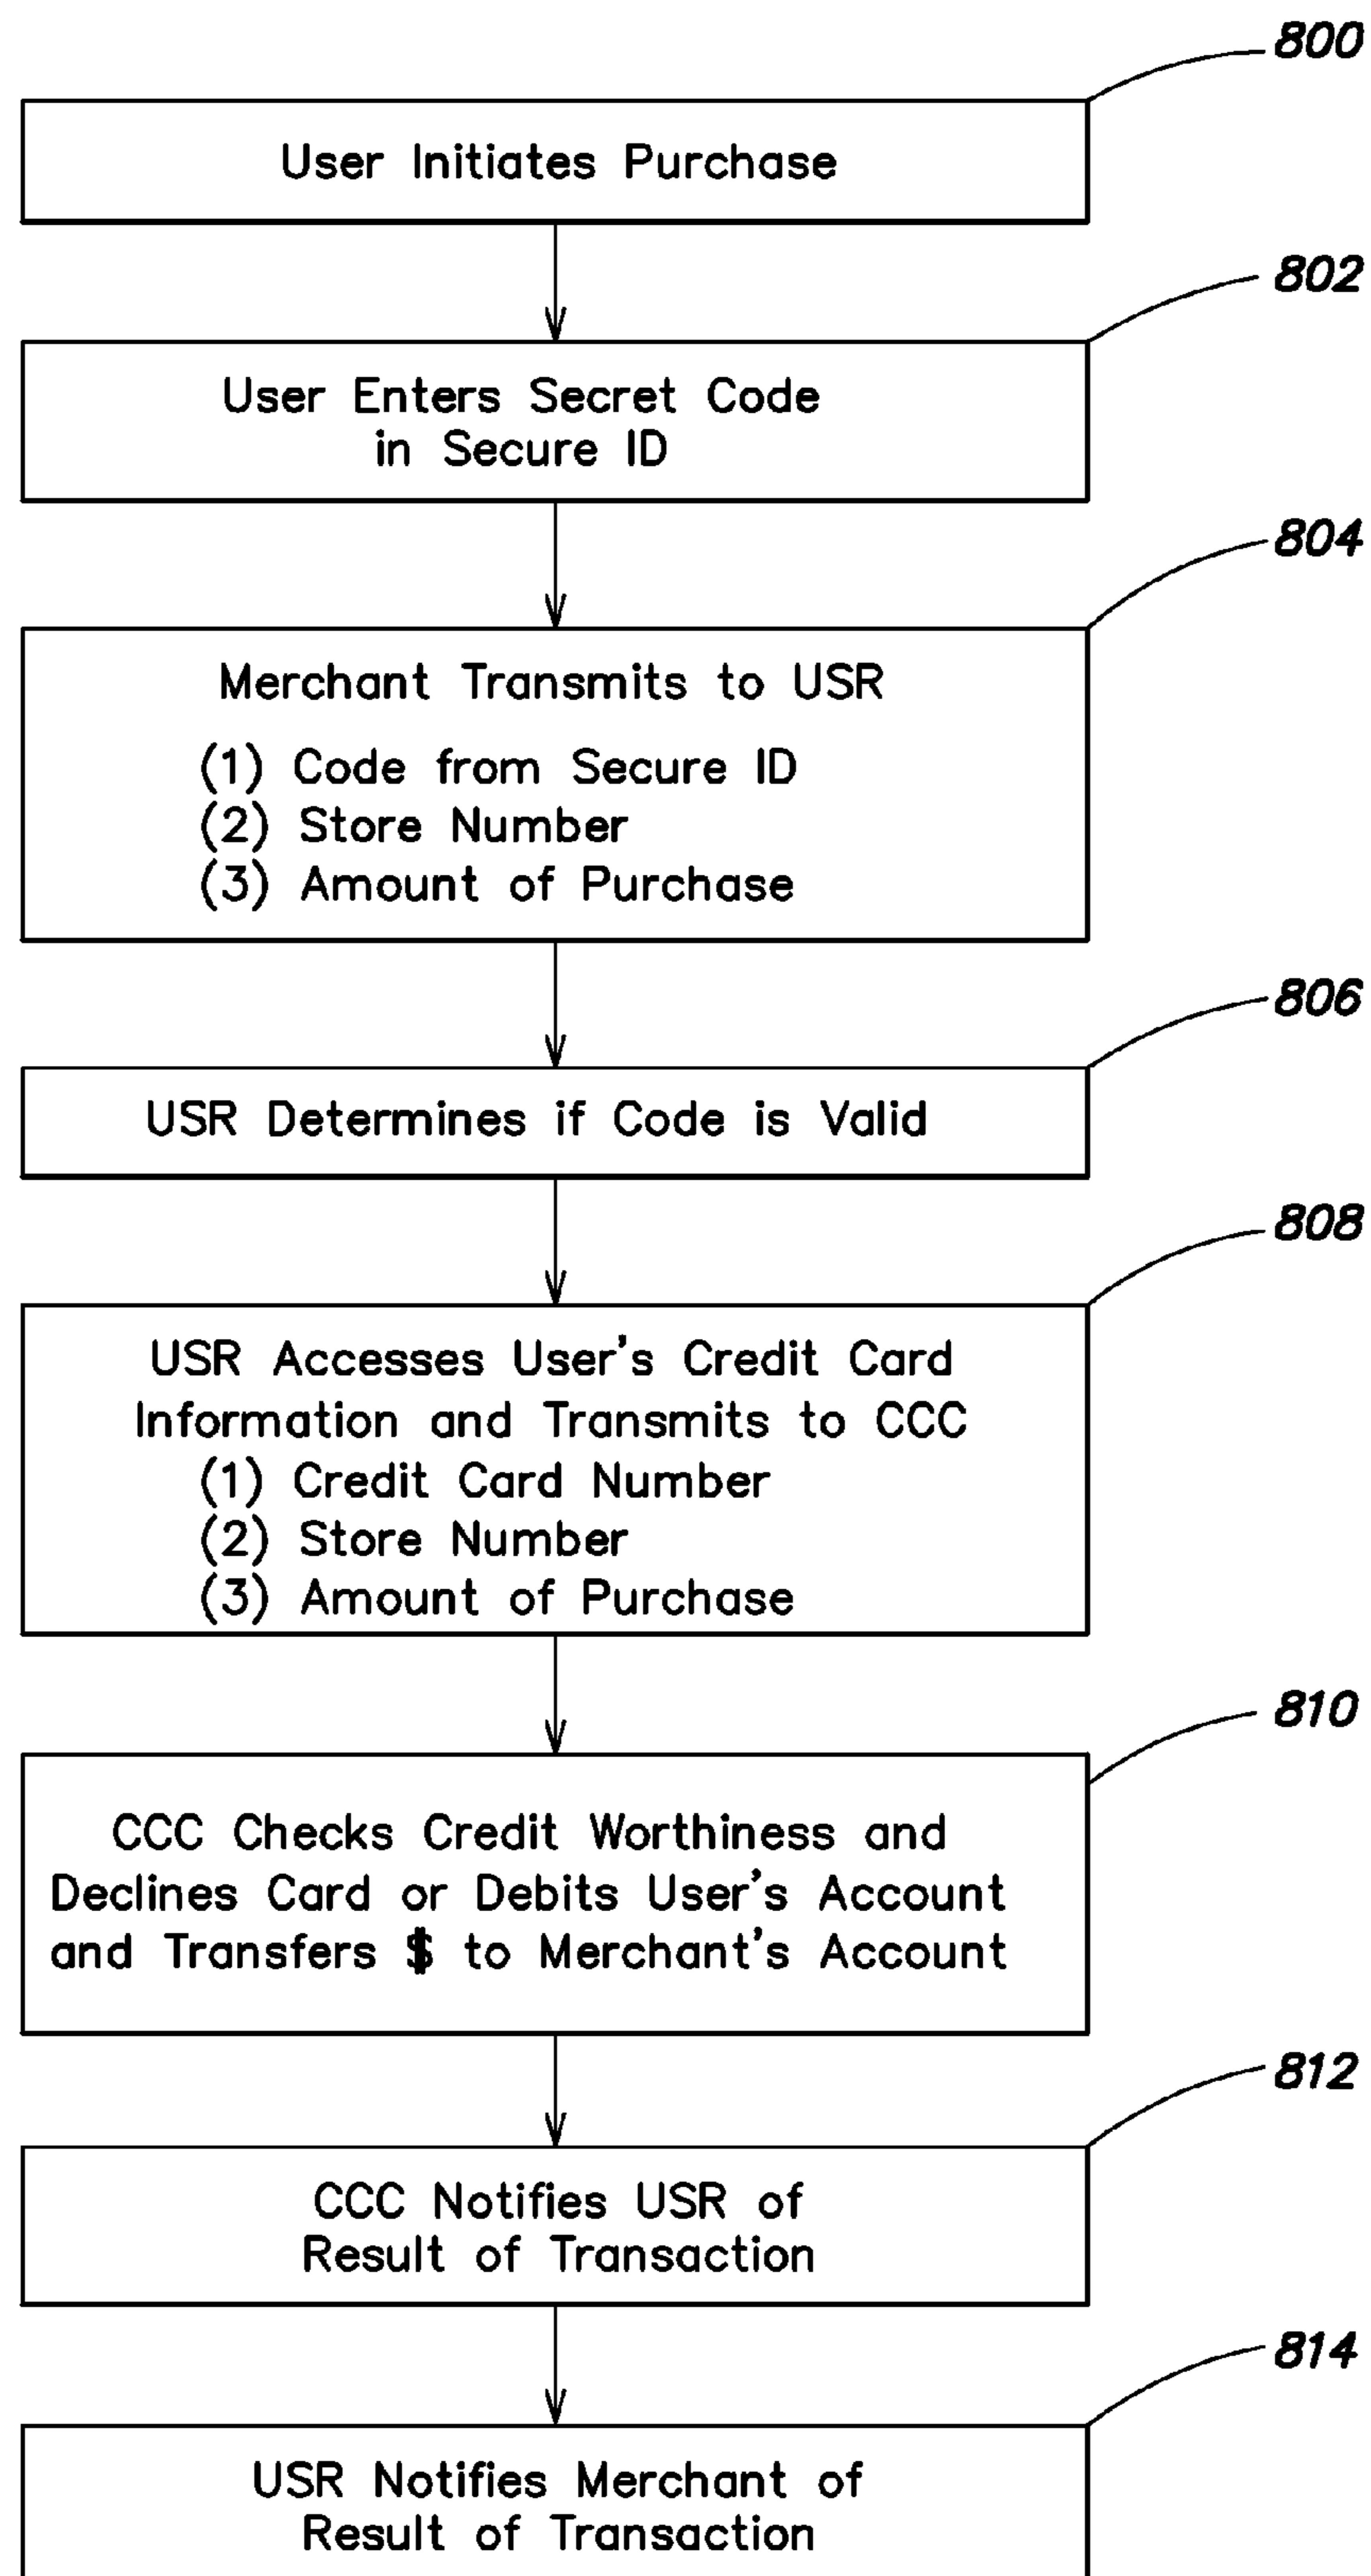 800
User Initiates Purchase
802
User Enters Secret Code
in Secure ID
804
Merchant Transmits to USR
(1) Code from Secure ID
(2) Store Number
(3) Amount of Purchase
806
USR Determines if Code is Valid
808
USR Accesses User's Credit Card
Information and Transmits to CCC
(1) Credit Card Number
(2) Store Number
(3) Amount of Purchase
810
CCC Checks Credit Worthiness and
Declines Card or Debits User's Account
and Transfers $ to Merchant's Account
812
CCC Notifies USR of
Result of Transaction
814
USR Notifies Merchant of
Result of Transaction